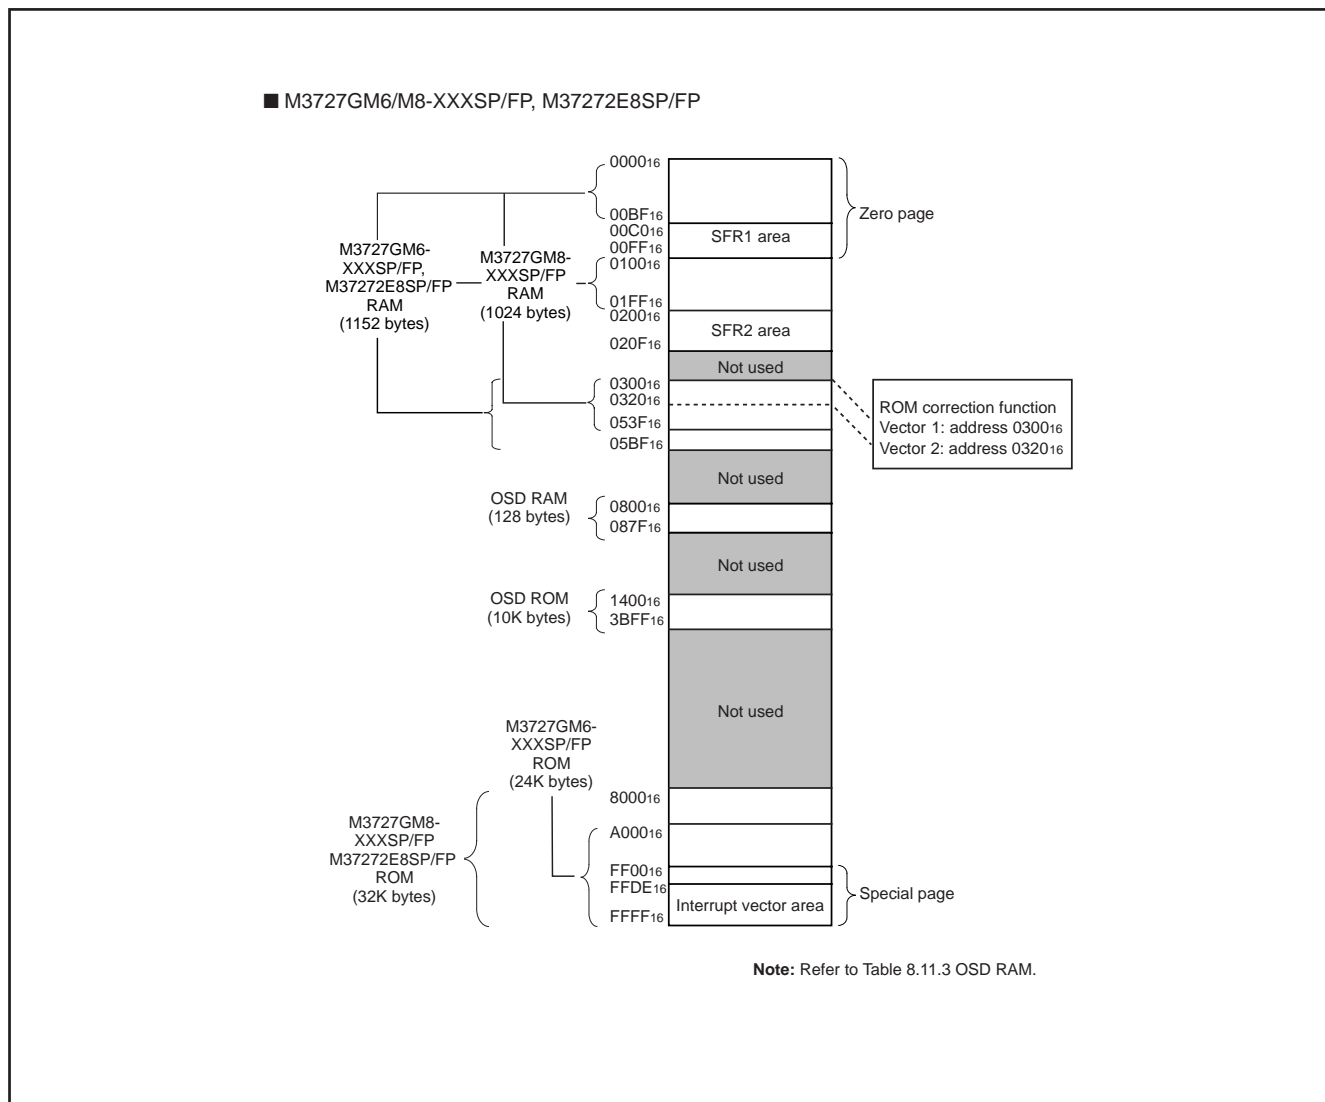 ■ M3727GM6/M8-XXXSP/FP, M37272E8SP/FP
000016
00BF16
00C016
00FF16
010016
01FF16
020016
020F16
030016
032016
053F16
05BF16
080016
087F16
140016
3BFF16
800016
A00016
FF0016
FFDE16
FFFF16
SFR1 area
SFR2 area
Not used
Not used
Not used
Not used
Interrupt vector area
Zero page
Special page
M3727GM6-
XXXSP/FP,
M37272E8SP/FP
RAM
(1152 bytes)
M3727GM8-
XXXSP/FP
RAM
(1024 bytes)
ROM correction function
Vector 1: address 030016
Vector 2: address 032016
OSD RAM
(128 bytes)
OSD ROM
(10K bytes)
M3727GM6-
XXXSP/FP
ROM
(24K bytes)
M3727GM8-
XXXSP/FP
M37272E8SP/FP
ROM
(32K bytes)
Note: Refer to Table 8.11.3 OSD RAM.